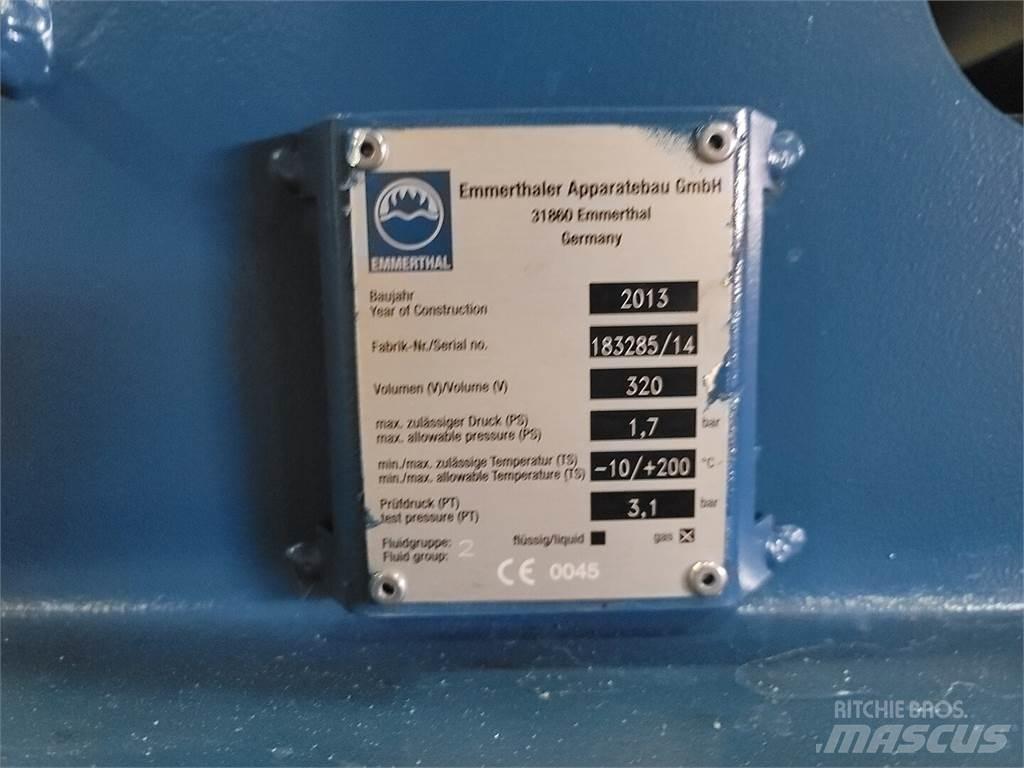 Emmerthaler Apparatebau GmbH
31860 Emmerthal
Germany
EMMERTHAL
Baujahr
Year of Construction
2013
Fabrik-Nr./Serial no.
183285/14
Volumen (V)/Volume (V)
320
max. zulässiger Druck (PS)
max. allowable pressure (PS)
1,7 bar
min./max. zulässige Temperatur (TS)
min./max. allowable Temperature (TS)
-10/+200 °C
Prüfdruck (PT)
test pressure (PT)
3,1 bar
Fluidgruppe:
Fluid group:
2
flüssig/liquid
gas
CE 0045
RITCHIE BROS.
MASCUS